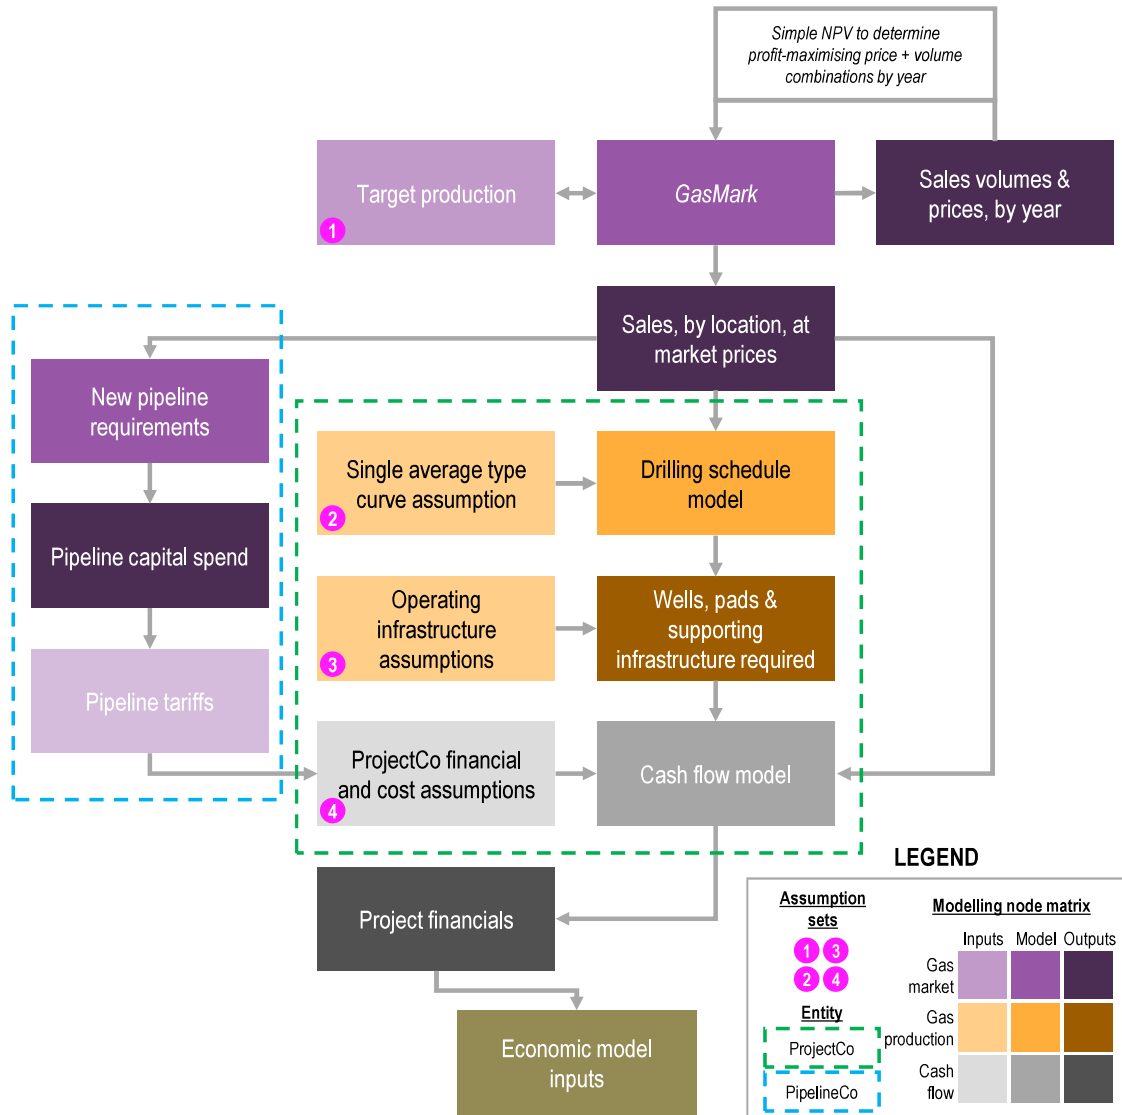 Simple NPV to determine
profit-maximising price + volume
combinations by year
Target production
1
GasMark
Sales volumes &
prices, by year
Sales, by location, at
market prices
New pipeline
requirements
Single average type
curve assumption
2
Drilling schedule
model
Pipeline capital spend
Operating
infrastructure
assumptions
3
Wells, pads &
supporting
infrastructure required
Pipeline tariffs
ProjectCo financial
and cost assumptions
4
Cash flow model
Project financials
Economic model
inputs
LEGEND
Assumption
sets
1 3
2 4
Entity
ProjectCo
PipelineCo
Modelling node matrix
Inputs Model Outputs
Gas
market
Gas
production
Cash
flow